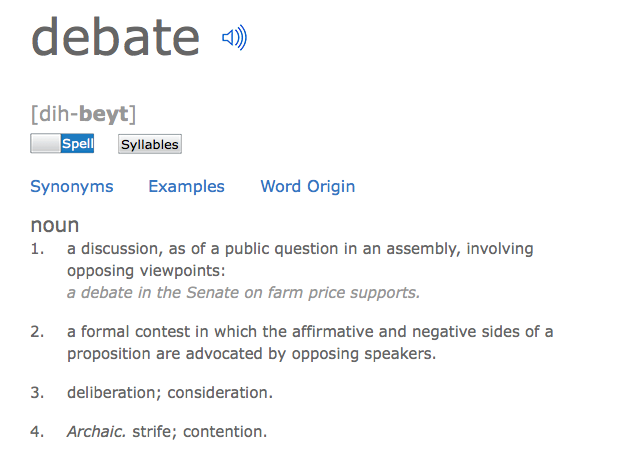 debate
[dih-beyt]
Spell Syllables
Synonyms Examples Word Origin
noun
1. a discussion, as of a public question in an assembly, involving
opposing viewpoints:
a debate in the Senate on farm price supports.
2. a formal contest in which the affirmative and negative sides of a
proposition are advocated by opposing speakers.
3. deliberation; consideration.
4. Archaic. strife; contention.